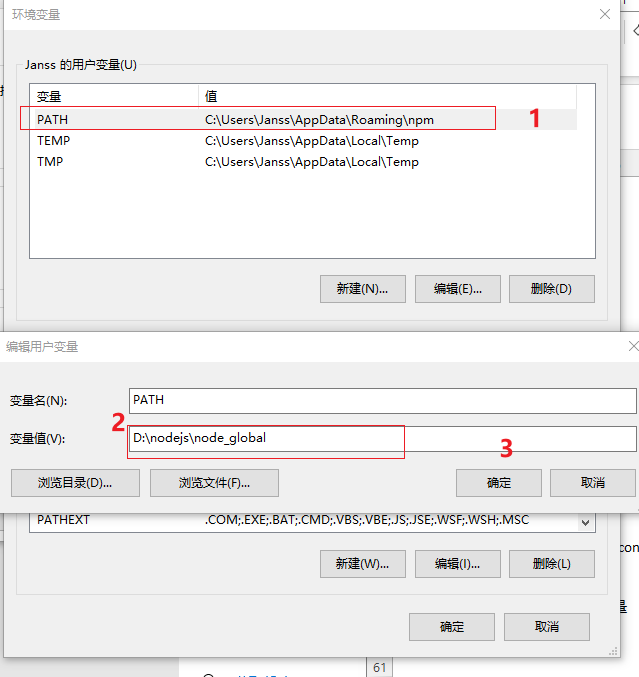 环境变量
Janss 的用户变量(U)
变量 值
PATH C:\Users\Janss\AppData\Roaming\npm 1
TEMP C:\Users\Janss\AppData\Local\Temp
TMP C:\Users\Janss\AppData\Local\Temp
新建(N)... 编辑(E)... 删除(D)
编辑用户变量
变量名(N): PATH
2
变量值(V): D:\nodejs\node_global
3
浏览目录(D)... 浏览文件(F)... 确定 取消
PATHEXT .COM;.EXE;.BAT;.CMD;.VBS;.VBE;.JS;.JSE;.WSF;.WSH;.MSC
con
新建(W)... 编辑(I)... 删除(L)
量
确定 取消
61